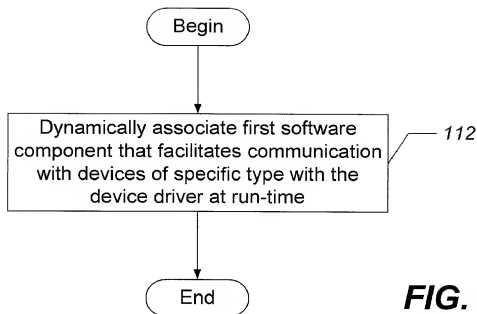 Begin
Dynamically associate first software
component that facilitates communication
with devices of specific type with the
device driver at run-time
112
End
FIG.